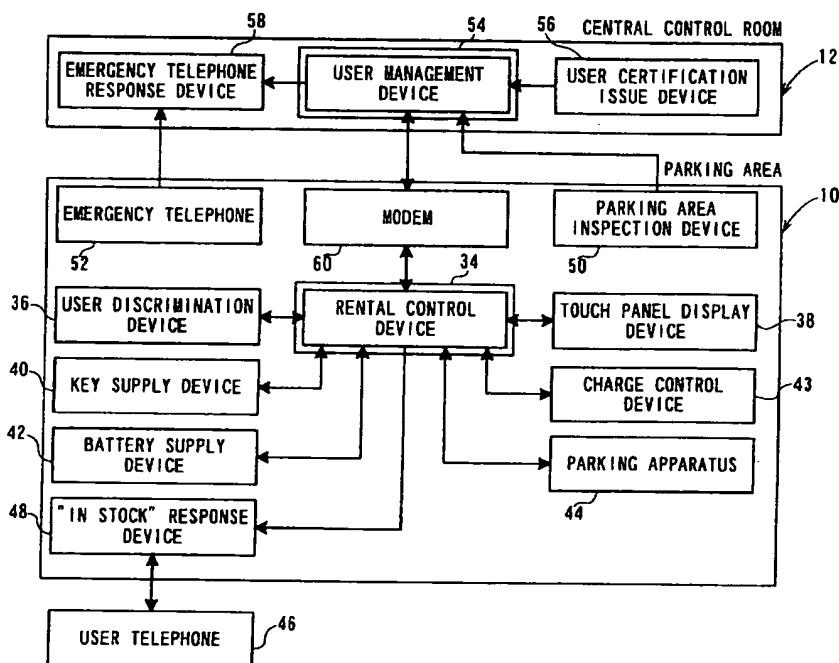 CENTRAL CONTROL ROOM
58
54
56
12
EMERGENCY TELEPHONE
RESPONSE DEVICE
USER MANAGEMENT
DEVICE
USER CERTIFICATION
ISSUE DEVICE
PARKING AREA
10
EMERGENCY TELEPHONE
52
MODEM
60
PARKING AREA
INSPECTION DEVICE
50
34
36
USER DISCRIMINATION
DEVICE
RENTAL CONTROL
DEVICE
TOUCH PANEL DISPLAY
DEVICE
38
40
KEY SUPPLY DEVICE
CHARGE CONTROL
DEVICE
43
42
BATTERY SUPPLY
DEVICE
PARKING APPARATUS
44
48
"IN STOCK" RESPONSE
DEVICE
USER TELEPHONE
46